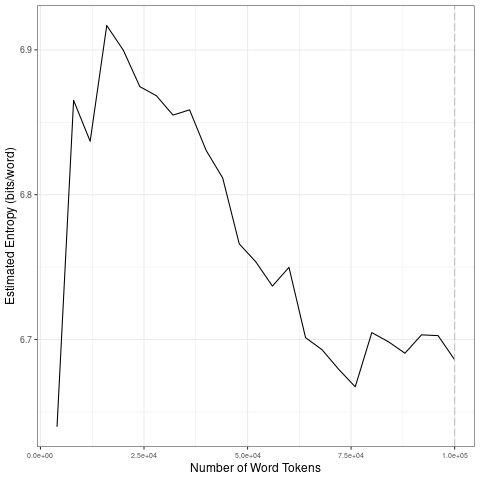 Estimated Entropy (bits/word)
6.9
6.8
6.7
0.0e+00 2.5e+04 5.0e+04 7.5e+04 1.0e+05
Number of Word Tokens